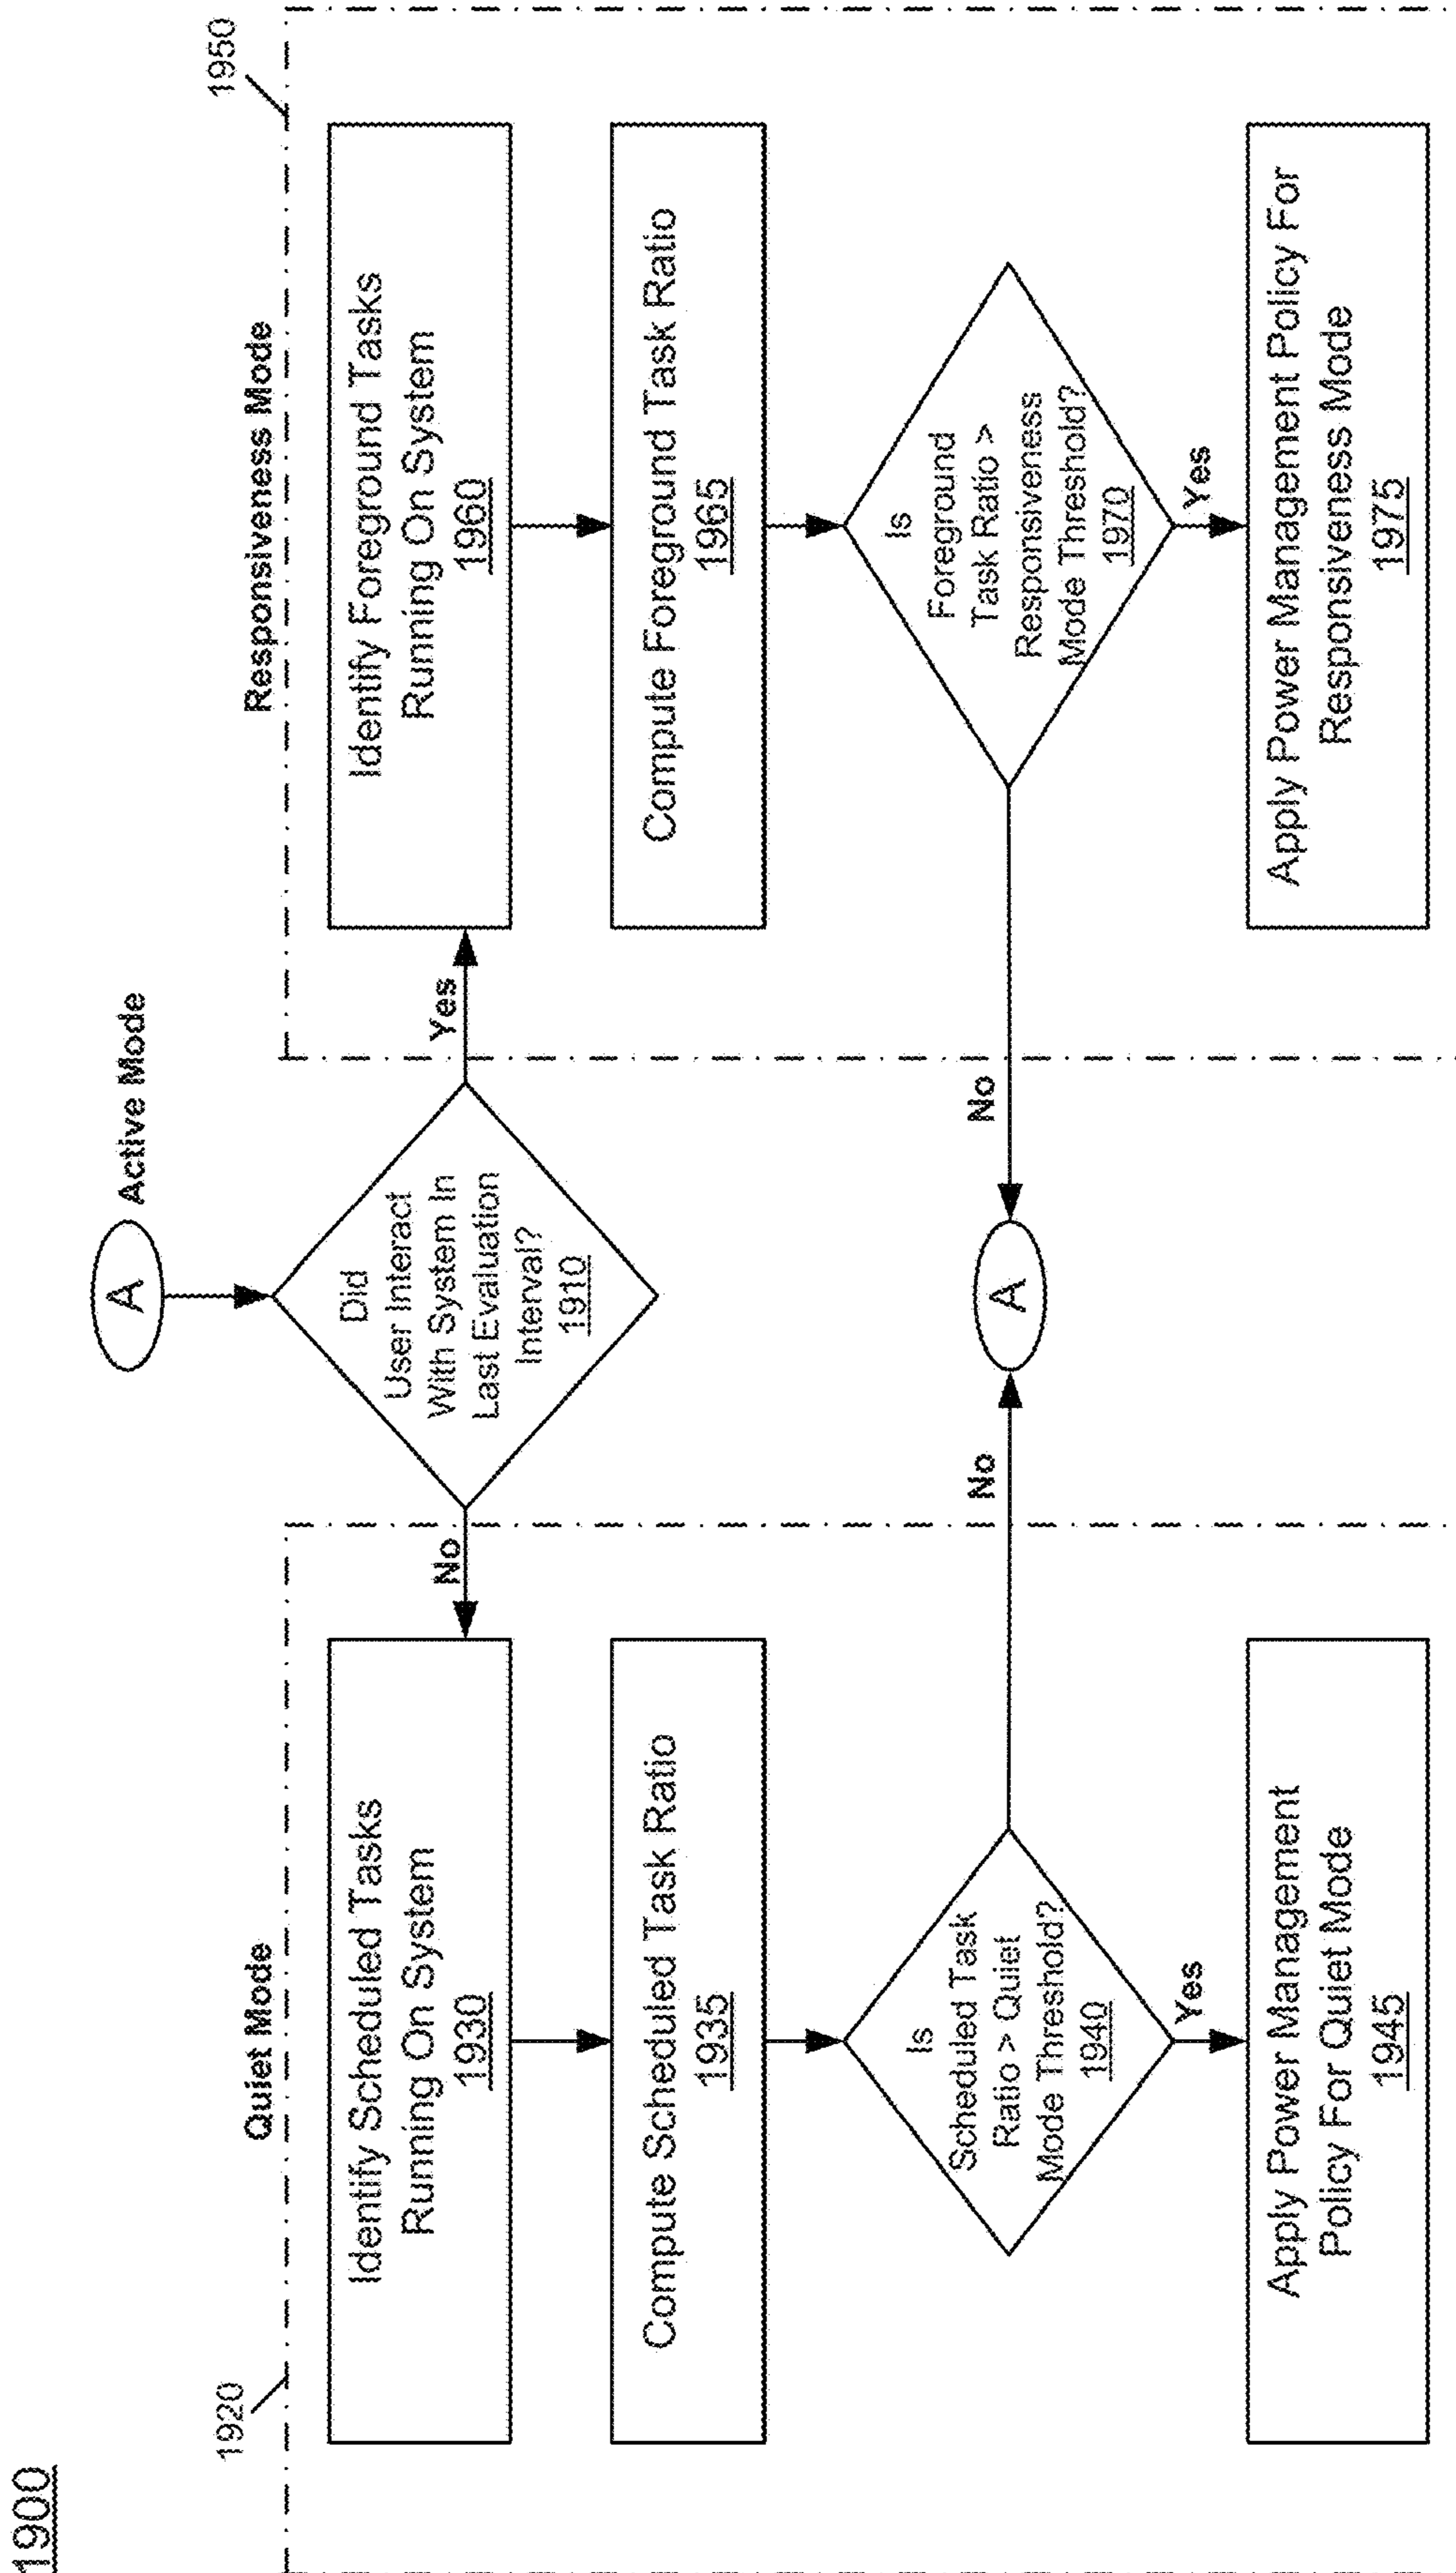 1900
A
Active Mode
Did
User Interact
With System In
Last Evaluation
Interval?
1910
No
Yes
Quiet Mode
1920
Identify Scheduled Tasks
Running On System
1930
Compute Scheduled Task Ratio
1935
Is
Scheduled Task
Ratio > Quiet
Mode Threshold?
1940
No
Yes
Apply Power Management
Policy For Quiet Mode
1945
A
Responsiveness Mode
1950
Identify Foreground Tasks
Running On System
1960
Compute Foreground Task Ratio
1965
Is
Foreground
Task Ratio >
Responsiveness
Mode Threshold?
1970
No
Yes
Apply Power Management Policy For
Responsiveness Mode
1975